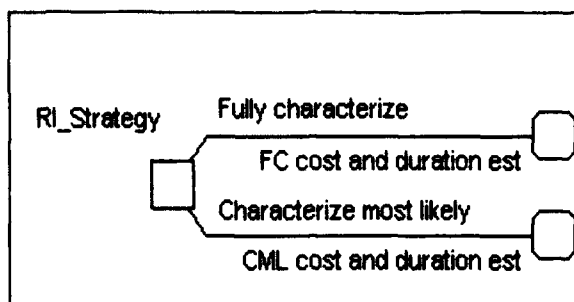 Fully characterize
RI_Strategy
FC cost and duration est
Characterize most likely
CML cost and duration est